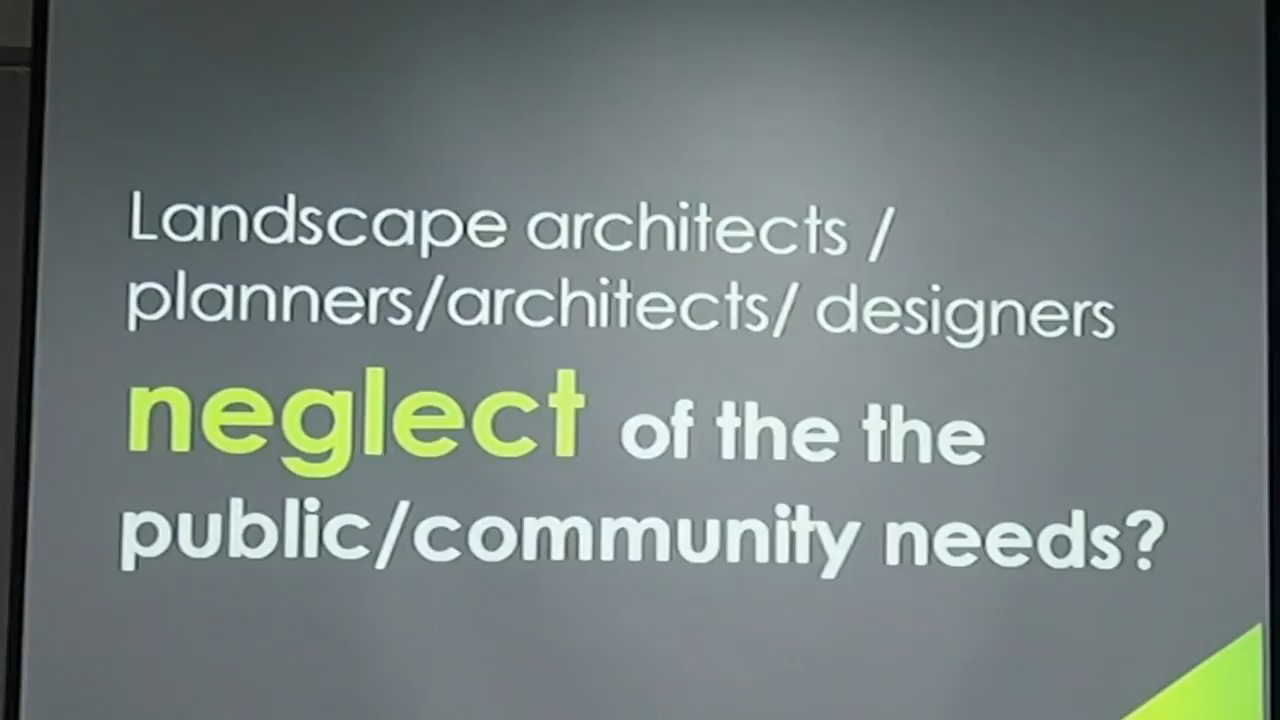 Landscape architects /
planners/architects/ designers
neglect of the the
public/community needs?